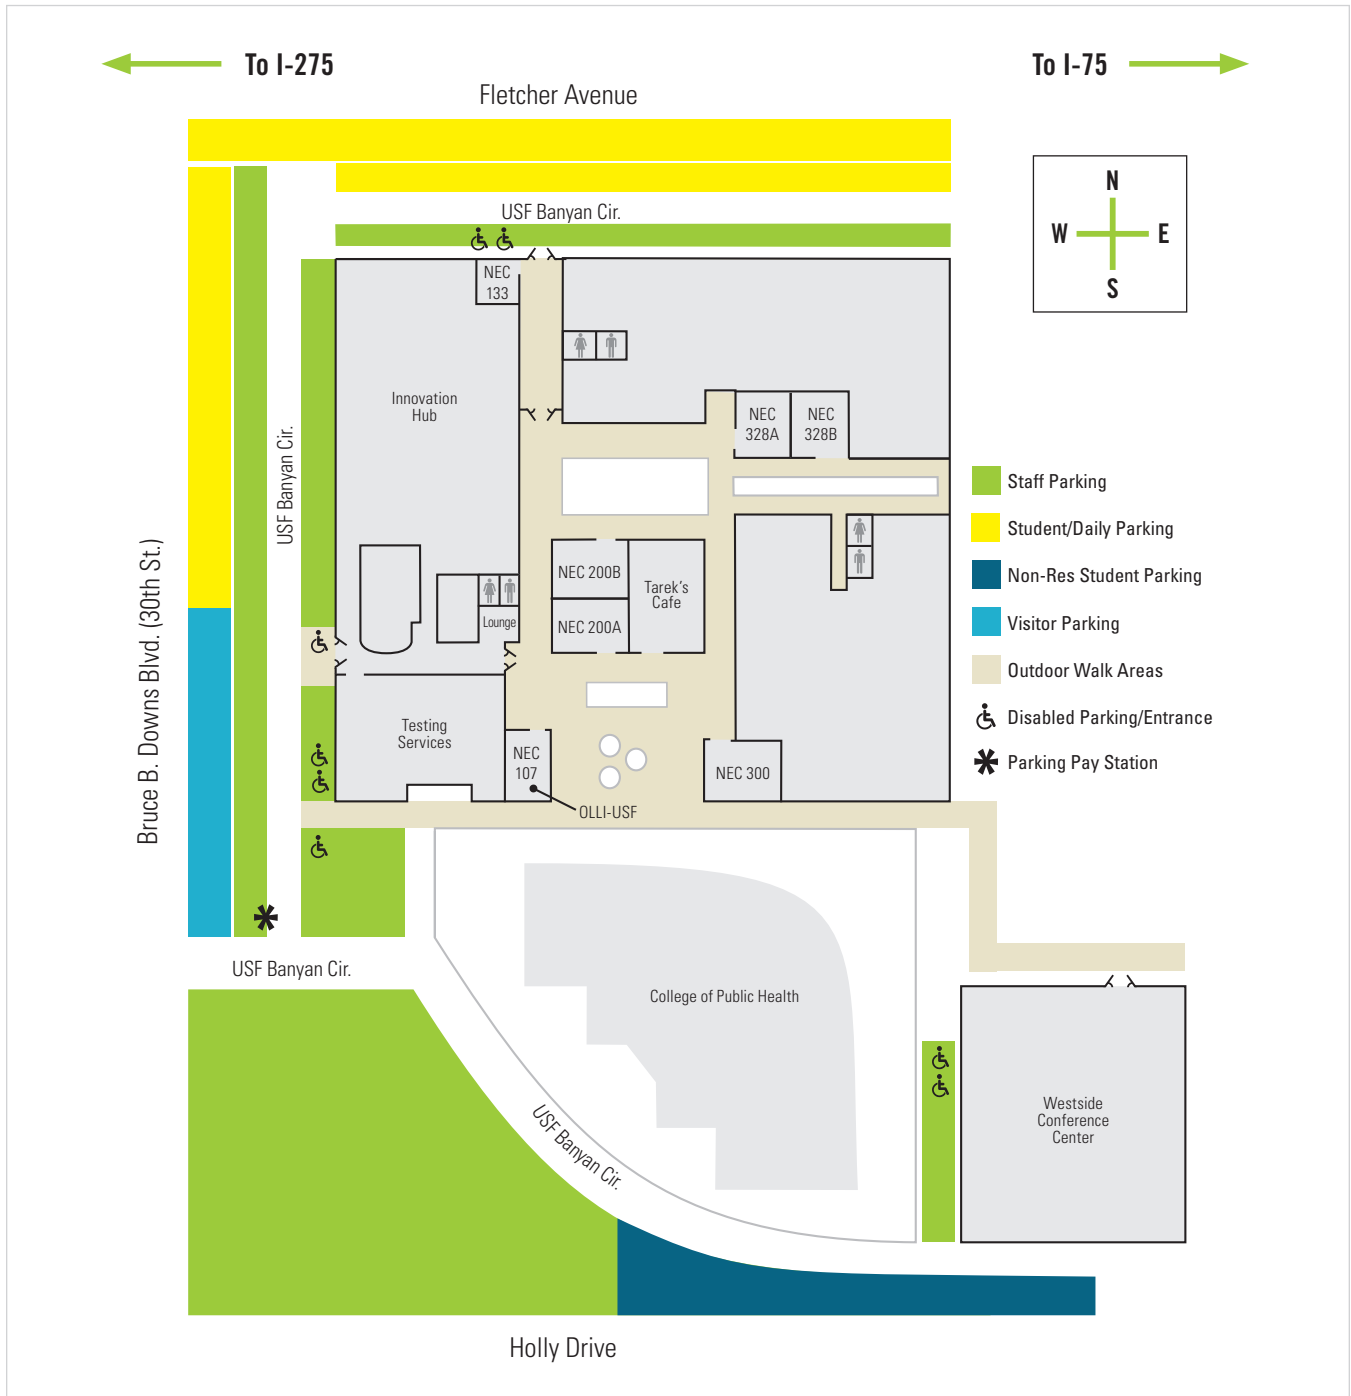 To I-275
To I-75
Fletcher Avenue
N
W
E
S
USF Banyan Cir.
NEC
133
Innovation
Hub
NEC
328A
NEC
328B
USF Banyan Cir.
Staff Parking
Student/Daily Parking
Non-Res Student Parking
Visitor Parking
Outdoor Walk Areas
Disabled Parking/Entrance
Parking Pay Station
Bruce B. Downs Blvd. (30th St.)
NEC 200B
Tarek's
Cafe
NEC 200A
Lounge
Testing
Services
NEC
107
NEC 300
OLLI-USF
USF Banyan Cir.
College of Public Health
USF Banyan Cir.
Westside
Conference
Center
Holly Drive